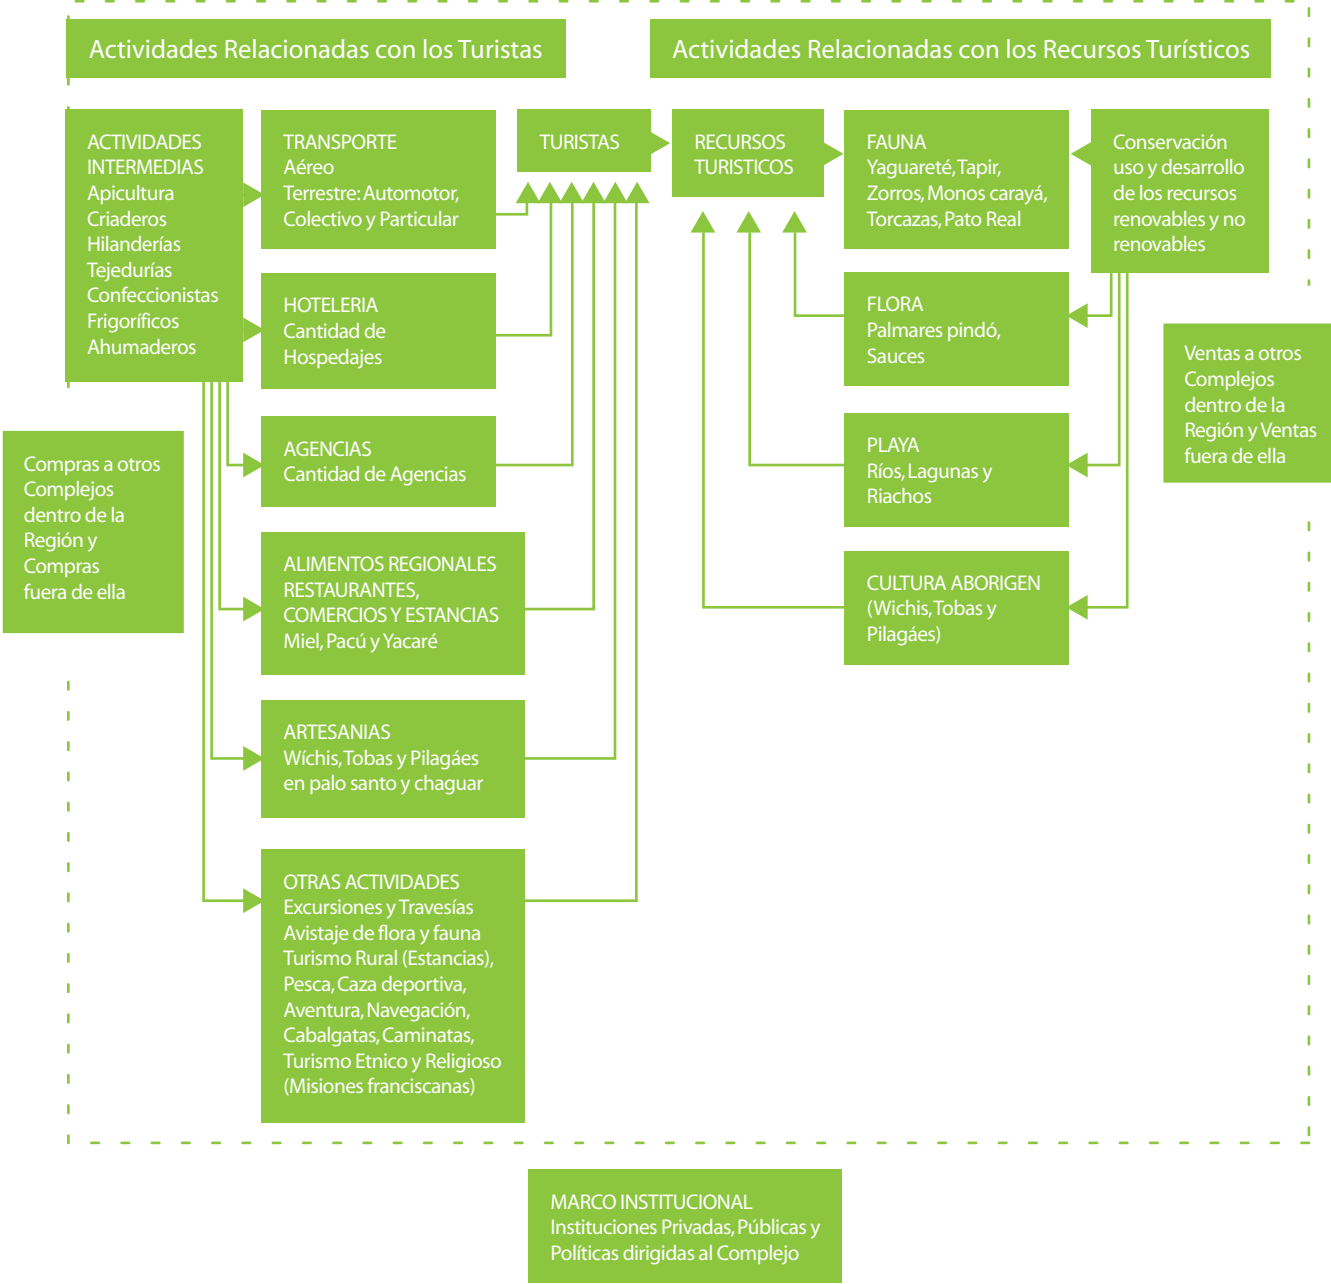 Actividades Relacionadas con los Turistas
Actividades Relacionadas con los Recursos Turísticos
ACTIVIDADES
INTERMEDIAS
Apicultura
Criaderos
Hilanderías
Tejedurías
Confeccionistas
Frigoríficos
Ahumaderos
TRANSPORTE
Aéreo
Terrestre: Automotor,
Colectivo y Particular
TURISTAS
RECURSOS
TURISTICOS
FAUNA
Yaguareté, Tapir,
Zorros, Monos carayá,
Torcazas, Pato Real
Conservación
uso y desarrollo
de los recursos
renovables y no
renovables
HOTELERIA
Cantidad de
Hospedajes
FLORA
Palmares pindó,
Sauces
Ventas a otros
Complejos
dentro de la
Región y Ventas
fuera de ella
AGENCIAS
Cantidad de Agencias
PLAYA
Ríos, Lagunas y
Riachos
Compras a otros
Complejos
dentro de la
Región y
Compras
fuera de ella
ALIMENTOS REGIONALES
RESTAURANTES,
COMERCIOS Y ESTANCIAS
Miel, Pacú y Yacaré
CULTURA ABORIGEN
(Wichis, Tobas y
Pilagáes)
ARTESANIAS
Wíchis, Tobas y Pilagáes
en palo santo y chaguar
OTRAS ACTIVIDADES
Excursiones y Travesías
Avistaje de flora y fauna
Turismo Rural (Estancias),
Pesca, Caza deportiva,
Aventura, Navegación,
Cabalgatas, Caminatas,
Turismo Etnico y Religioso
(Misiones franciscanas)
MARCO INSTITUCIONAL
Instituciones Privadas, Públicas y
Políticas dirigidas al Complejo